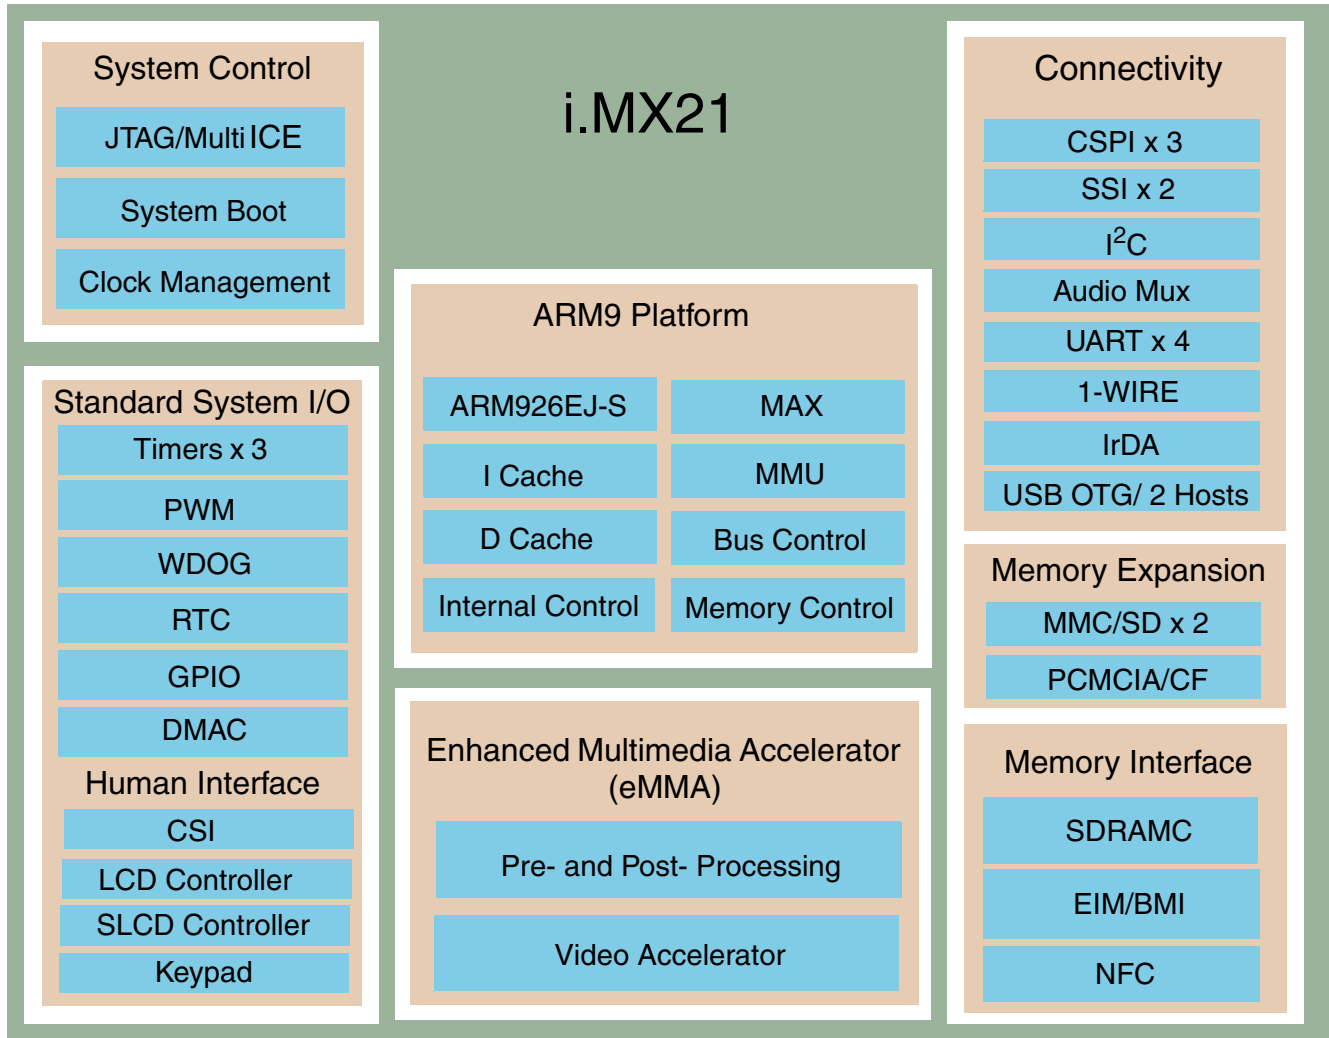 i.MX21
System Control
JTAG/Multi ICE
System Boot
Clock Management
Standard System I/O
Timers x 3
PWM
WDOG
RTC
GPIO
DMAC
Human Interface
CSI
LCD Controller
SLCD Controller
Keypad
ARM9 Platform
ARM926EJ-S
MAX
I Cache
MMU
D Cache
Bus Control
Internal Control
Memory Control
Enhanced Multimedia Accelerator
(eMMA)
Pre- and Post- Processing
Video Accelerator
Connectivity
CSPI x 3
SSI x 2
I²C
Audio Mux
UART x 4
1-WIRE
IrDA
USB OTG/ 2 Hosts
Memory Expansion
MMC/SD x 2
PCMCIA/CF
Memory Interface
SDRAMC
EIM/BMI
NFC